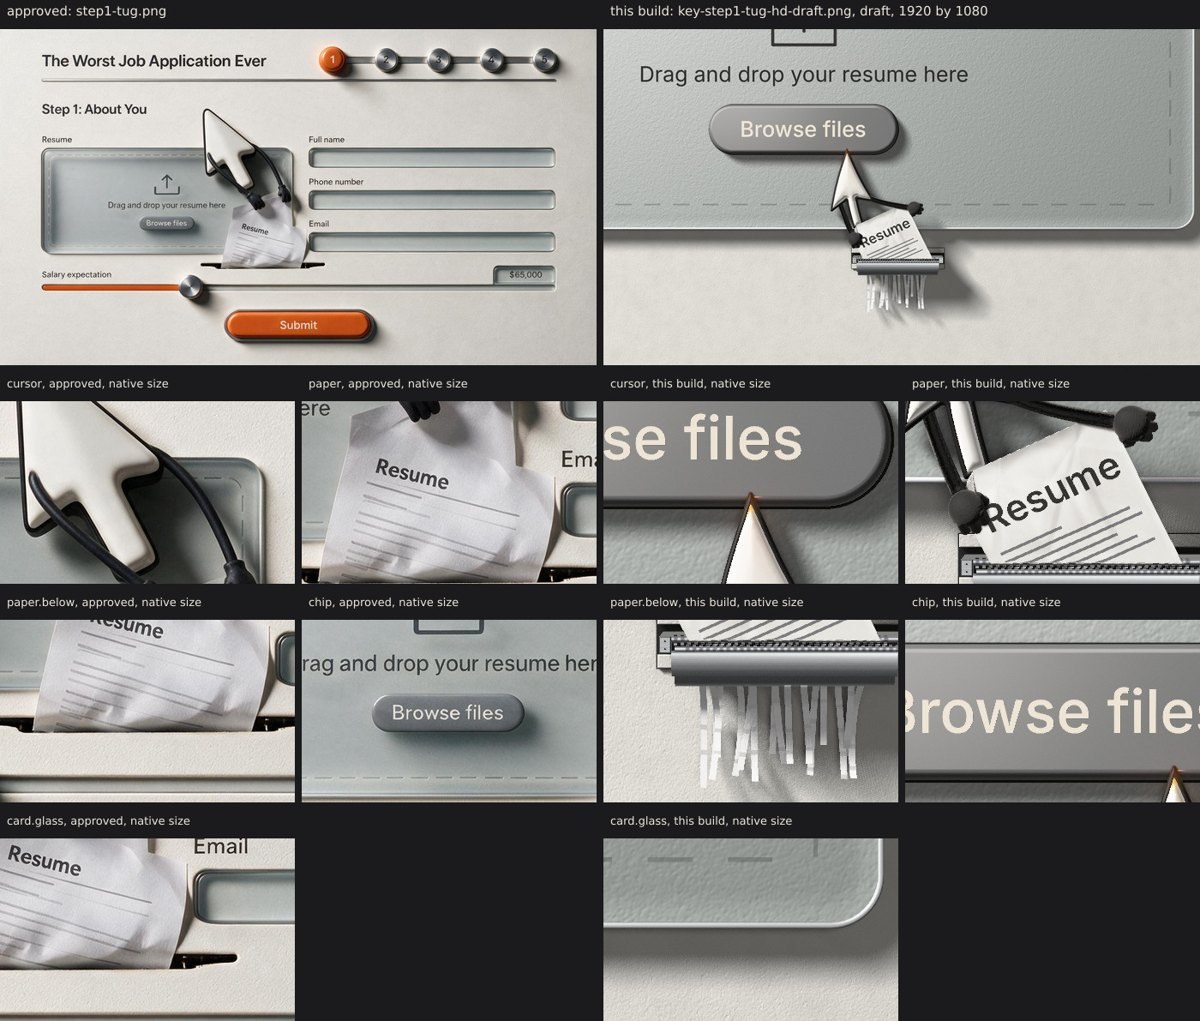 approved: step1-tug.png
this build: key-step1-tug-hd-draft.png, draft, 1920 by 1080
The Worst Job Application Ever
1
2
3
4
5
Step 1: About You
Resume
Full name
Phone number
Drag and drop your resume here
Browse files
Resume
Email
Salary expectation
$65,000
Submit
Drag and drop your resume here
Browse files
Resume
cursor, approved, native size
paper, approved, native size
cursor, this build, native size
paper, this build, native size
ere
Resume
Ema
se files
Resume
paper.below, approved, native size
chip, approved, native size
paper.below, this build, native size
chip, this build, native size
Resume
rag and drop your resume her
Browse files
Browse files
card.glass, approved, native size
card.glass, this build, native size
Resume
Email